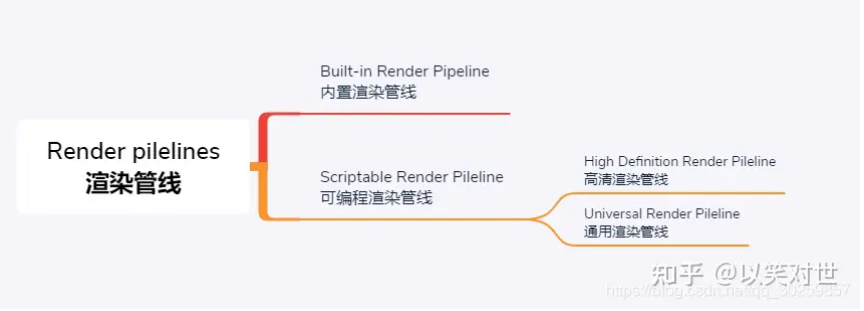 Built-in Render Pipeline
内置渲染管线
Render pilelines
渲染管线
Scriptable Render Pileline
可编程渲染管线
High Definition Render Pileline
高清渲染管线
Universal Render Pileline
通用渲染管线
知乎 @以笑对世
https://blog.csdn.net/qq_30259857